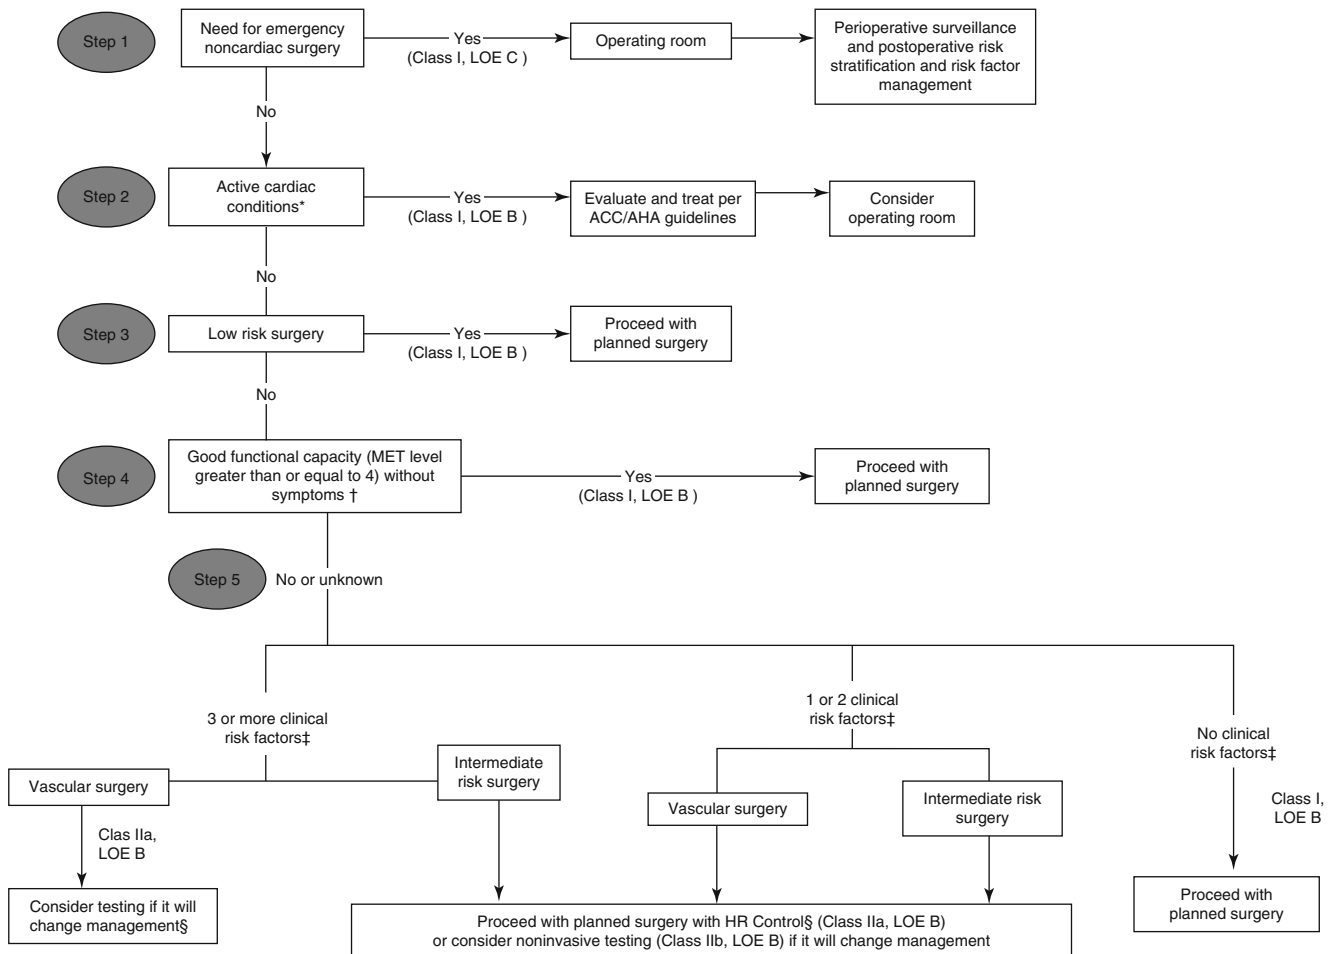 Step 1
Need for emergency
noncardiac surgery
Yes
(Class I, LOE C )
Operating room
Perioperative surveillance
and postoperative risk
stratification and risk factor
management
No
Step 2
Active cardiac
conditions*
Yes
(Class I, LOE B )
Evaluate and treat per
ACC/AHA guidelines
Consider
operating room
No
Step 3
Low risk surgery
Yes
(Class I, LOE B )
Proceed with
planned surgery
No
Step 4
Good functional capacity (MET level
greater than or equal to 4) without
symptoms †
Yes
(Class I, LOE B )
Proceed with
planned surgery
Step 5
No or unknown
3 or more clinical
risk factors‡
Vascular surgery
Intermediate
risk surgery
Clas IIa,
LOE B
Consider testing if it will
change management§
1 or 2 clinical
risk factors‡
Vascular surgery
Intermediate risk
surgery
Proceed with planned surgery with HR Control§ (Class IIa, LOE B)
or consider noninvasive testing (Class IIb, LOE B) if it will change management
No clinical
risk factors‡
Class I,
LOE B
Proceed with
planned surgery